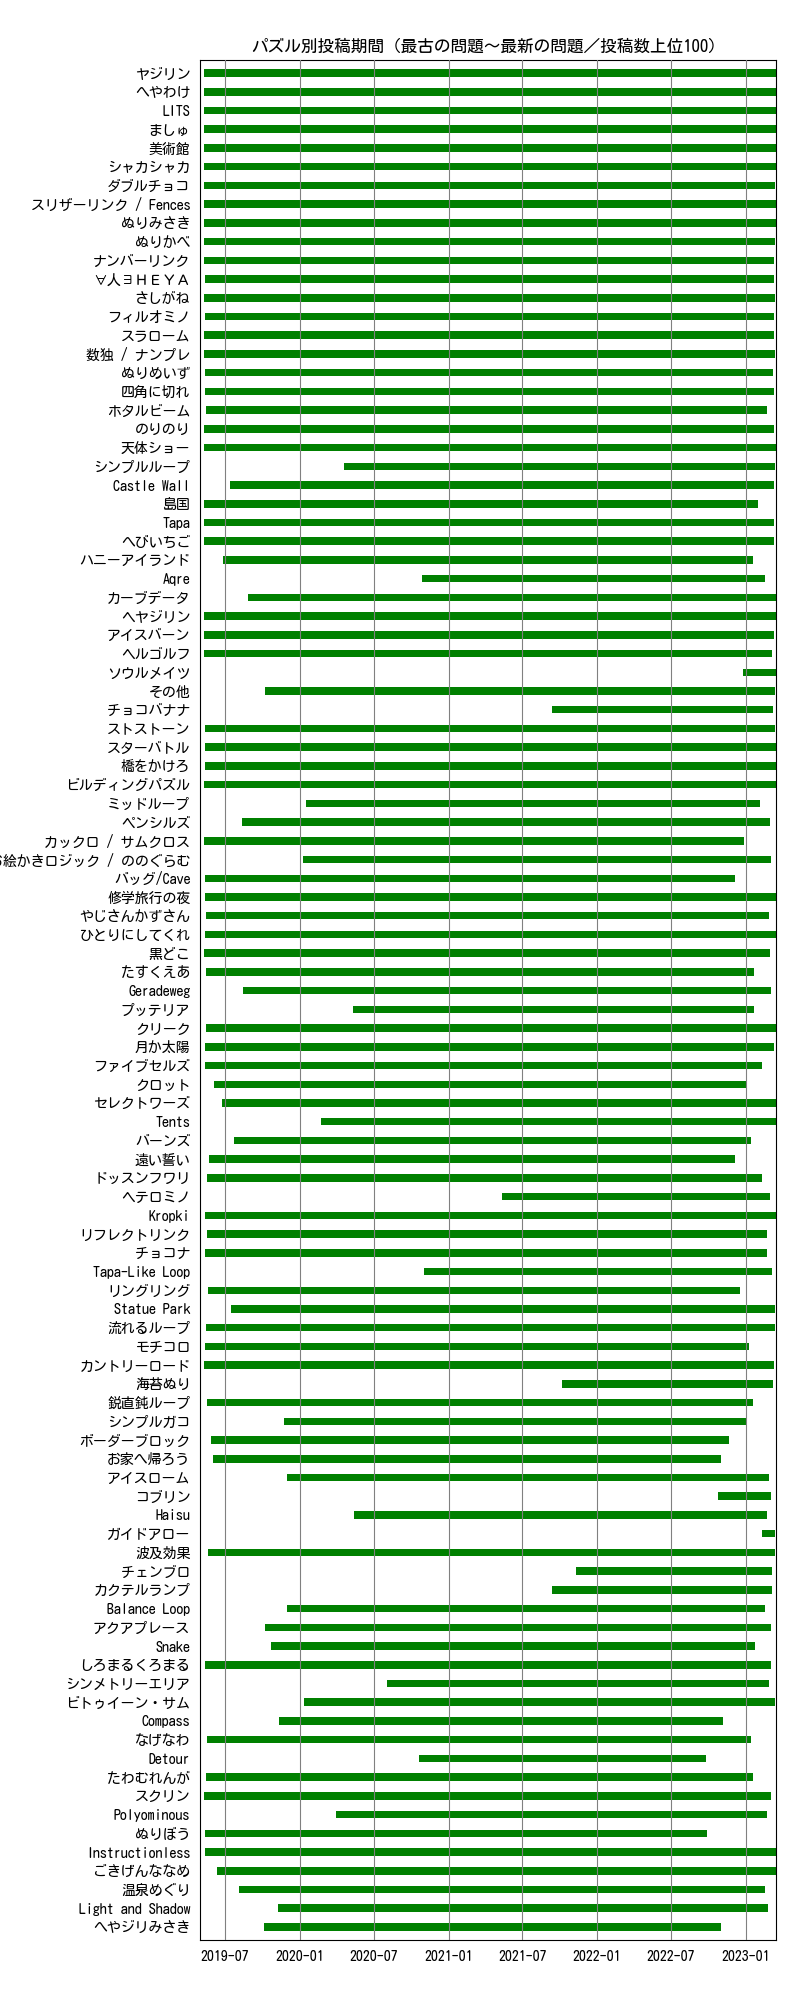 パズル別投稿期間（最古の問題～最新の問題／投稿数上位100）
ヤジリン
へやわけ
LITS
ましゅ
美術館
シャカシャカ
ダブルチョコ
スリザーリンク / Fences
ぬりみさき
ぬりかべ
ナンバーリンク
∀人∃ＨＥＹＡ
さしがね
フィルオミノ
スラローム
数独 / ナンプレ
ぬりめいず
四角に切れ
ホタルビーム
のりのり
天体ショー
シンプルループ
Castle Wall
島国
Tapa
へびいちご
ハニーアイランド
Aqre
カーブデータ
ヘヤジリン
アイスバーン
ヘルゴルフ
ソウルメイツ
その他
チョコバナナ
ストストーン
スターバトル
橋をかけろ
ビルディングパズル
ミッドループ
ペンシルズ
カックロ / サムクロス
絵かきロジック / ののぐらむ
バッグ/Cave
修学旅行の夜
やじさんかずさん
ひとりにしてくれ
黒どこ
たすくえあ
Geradeweg
プッテリア
クリーク
月か太陽
ファイブセルズ
クロット
セレクトワーズ
Tents
バーンズ
遠い誓い
ドッスンフワリ
ヘテロミノ
Kropki
リフレクトリンク
チョコナ
Tapa-Like Loop
リングリング
Statue Park
流れるループ
モチコロ
カントリーロード
海苔ぬり
鋭直鈍ループ
シンプルガコ
ボーダーブロック
お家へ帰ろう
アイスローム
コブリン
Haisu
ガイドアロー
波及効果
チェンブロ
カクテルランプ
Balance Loop
アクアプレース
Snake
しろまるくろまる
シンメトリーエリア
ビトゥイーン・サム
Compass
なげなわ
Detour
たわむれんが
スクリン
Polyominous
ぬりぼう
Instructionless
ごきげんななめ
温泉めぐり
Light and Shadow
へやジリみさき
2019-07 2020-01 2020-07 2021-01 2021-07 2022-01 2022-07 2023-01